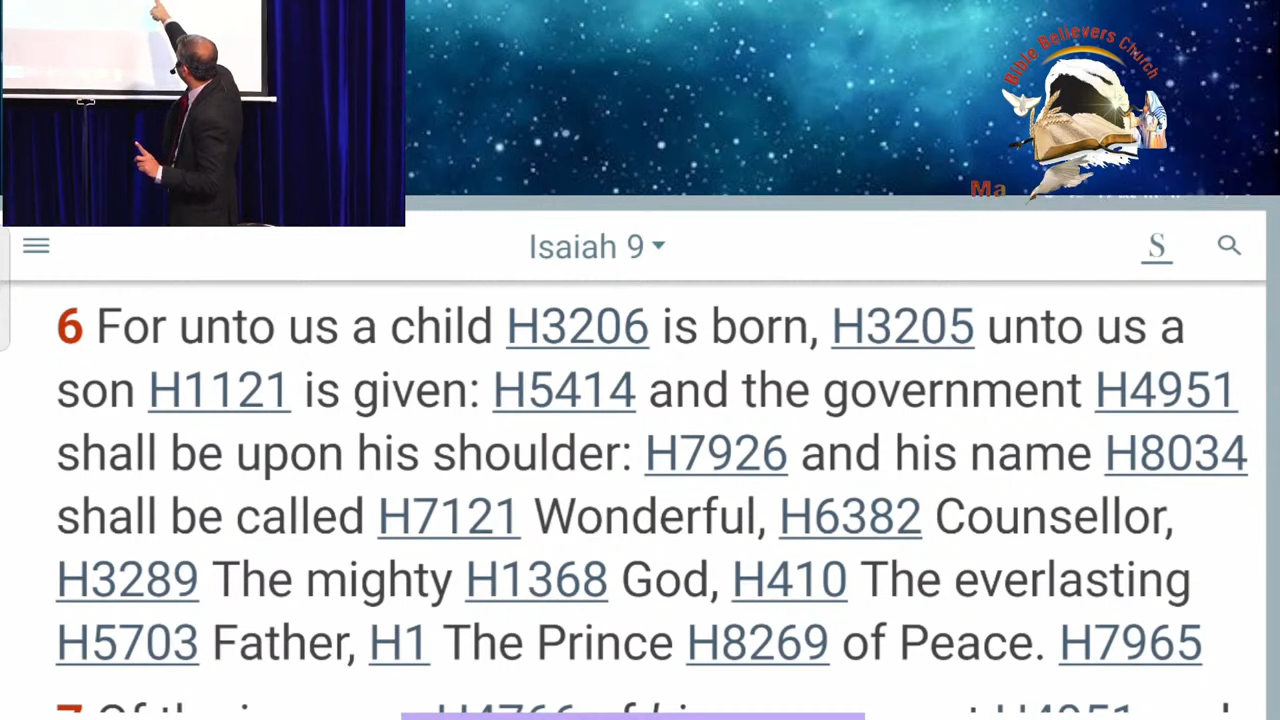 Bible Believers Church
Ma
Isaiah 9
S
6 For unto us a child H3206 is born, H3205 unto us a
son H1121 is given: H5414 and the government H4951
shall be upon his shoulder: H7926 and his name H8034
shall be called H7121 Wonderful, H6382 Counsellor,
H3289 The mighty H1368 God, H410 The everlasting
H5703 Father, H1 The Prince H8269 of Peace. H7965